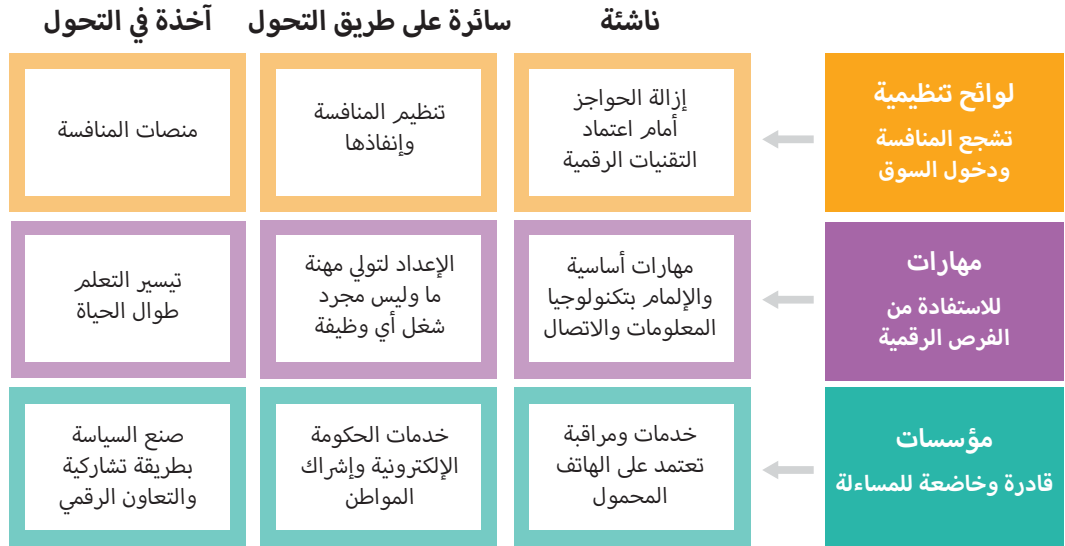 ناشئة
سائرة على طريق التحول
آخذة في التحول
لوائح تنظيمية
تشجع المنافسة
ودخول السوق
إزالة الحواجز
أمام اعتماد
التقنيات الرقمية
تنظيم المنافسة
وإنفاذها
منصات المنافسة
مهارات
للاستفادة من
الفرص الرقمية
مهارات أساسية
والإلمام بتكنولوجيا
المعلومات والاتصال
الإعداد لتولي مهنة
ما وليس مجرد
شغل أي وظيفة
تيسير التعلم
طوال الحياة
مؤسسات
قادرة وخاضعة للمساءلة
خدمات ومراقبة
تعتمد على الهاتف
المحمول
خدمات الحكومة
الإلكترونية وإشراك
المواطن
صنع السياسة
بطريقة تشاركية
والتعاون الرقمي